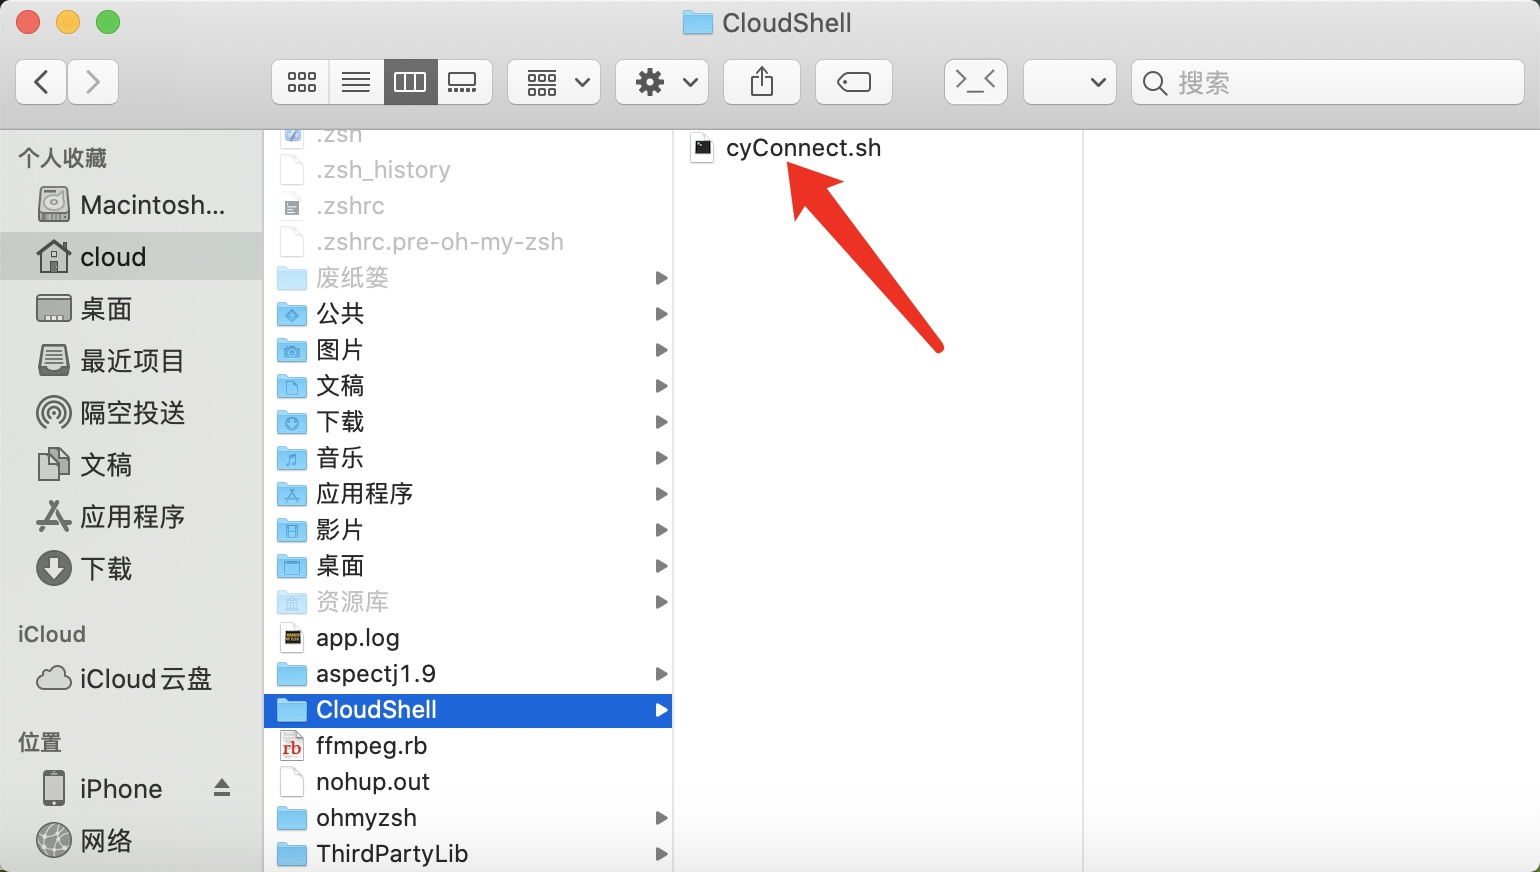 CloudShell
搜索
个人收藏
Macintosh...
cloud
桌面
最近项目
隔空投送
文稿
应用程序
下载
iCloud
iCloud 云盘
位置
iPhone
网络
.zsh
.zsh_history
.zshrc
.zshrc.pre-oh-my-zsh
废纸篓
公共
图片
文稿
下载
音乐
应用程序
影片
桌面
资源库
app.log
aspectj1.9
CloudShell
rb
ffmpeg.rb
nohup.out
ohmyzsh
ThirdPartyLib
cyConnect.sh